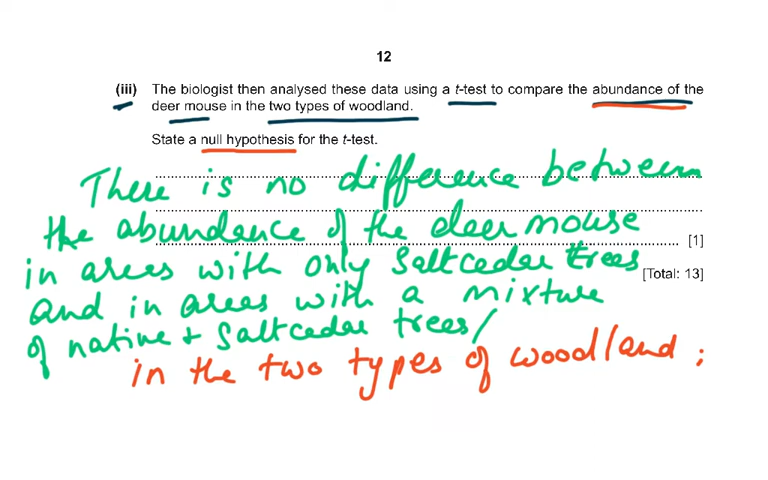 12
(iii) The biologist then analysed these data using a t-test to compare the abundance of the
deer mouse in the two types of woodland.
State a null hypothesis for the t-test.
There is no difference between
the abundance of the deer mouse
[1]
in areas with only Saltcedar trees
[Total: 13]
and in areas with a mixture
of native + Saltcedar trees/
in the two types of woodland ;